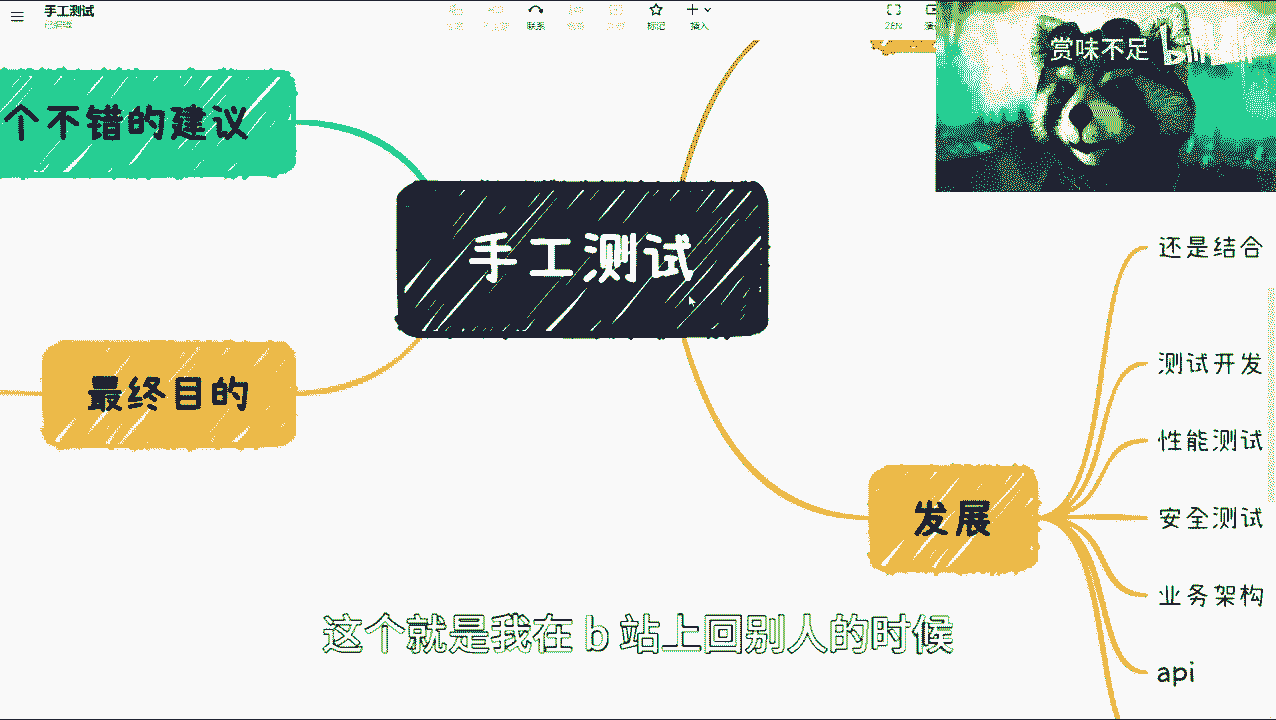 手工测试
已编辑
联系
标记
插入
赏味不足
bilibili
个不错的建议
手工测试
最终目的
发展
还是结合
测试开发
性能测试
安全测试
业务架构
api
这个就是我在 b 站上回别人的时候